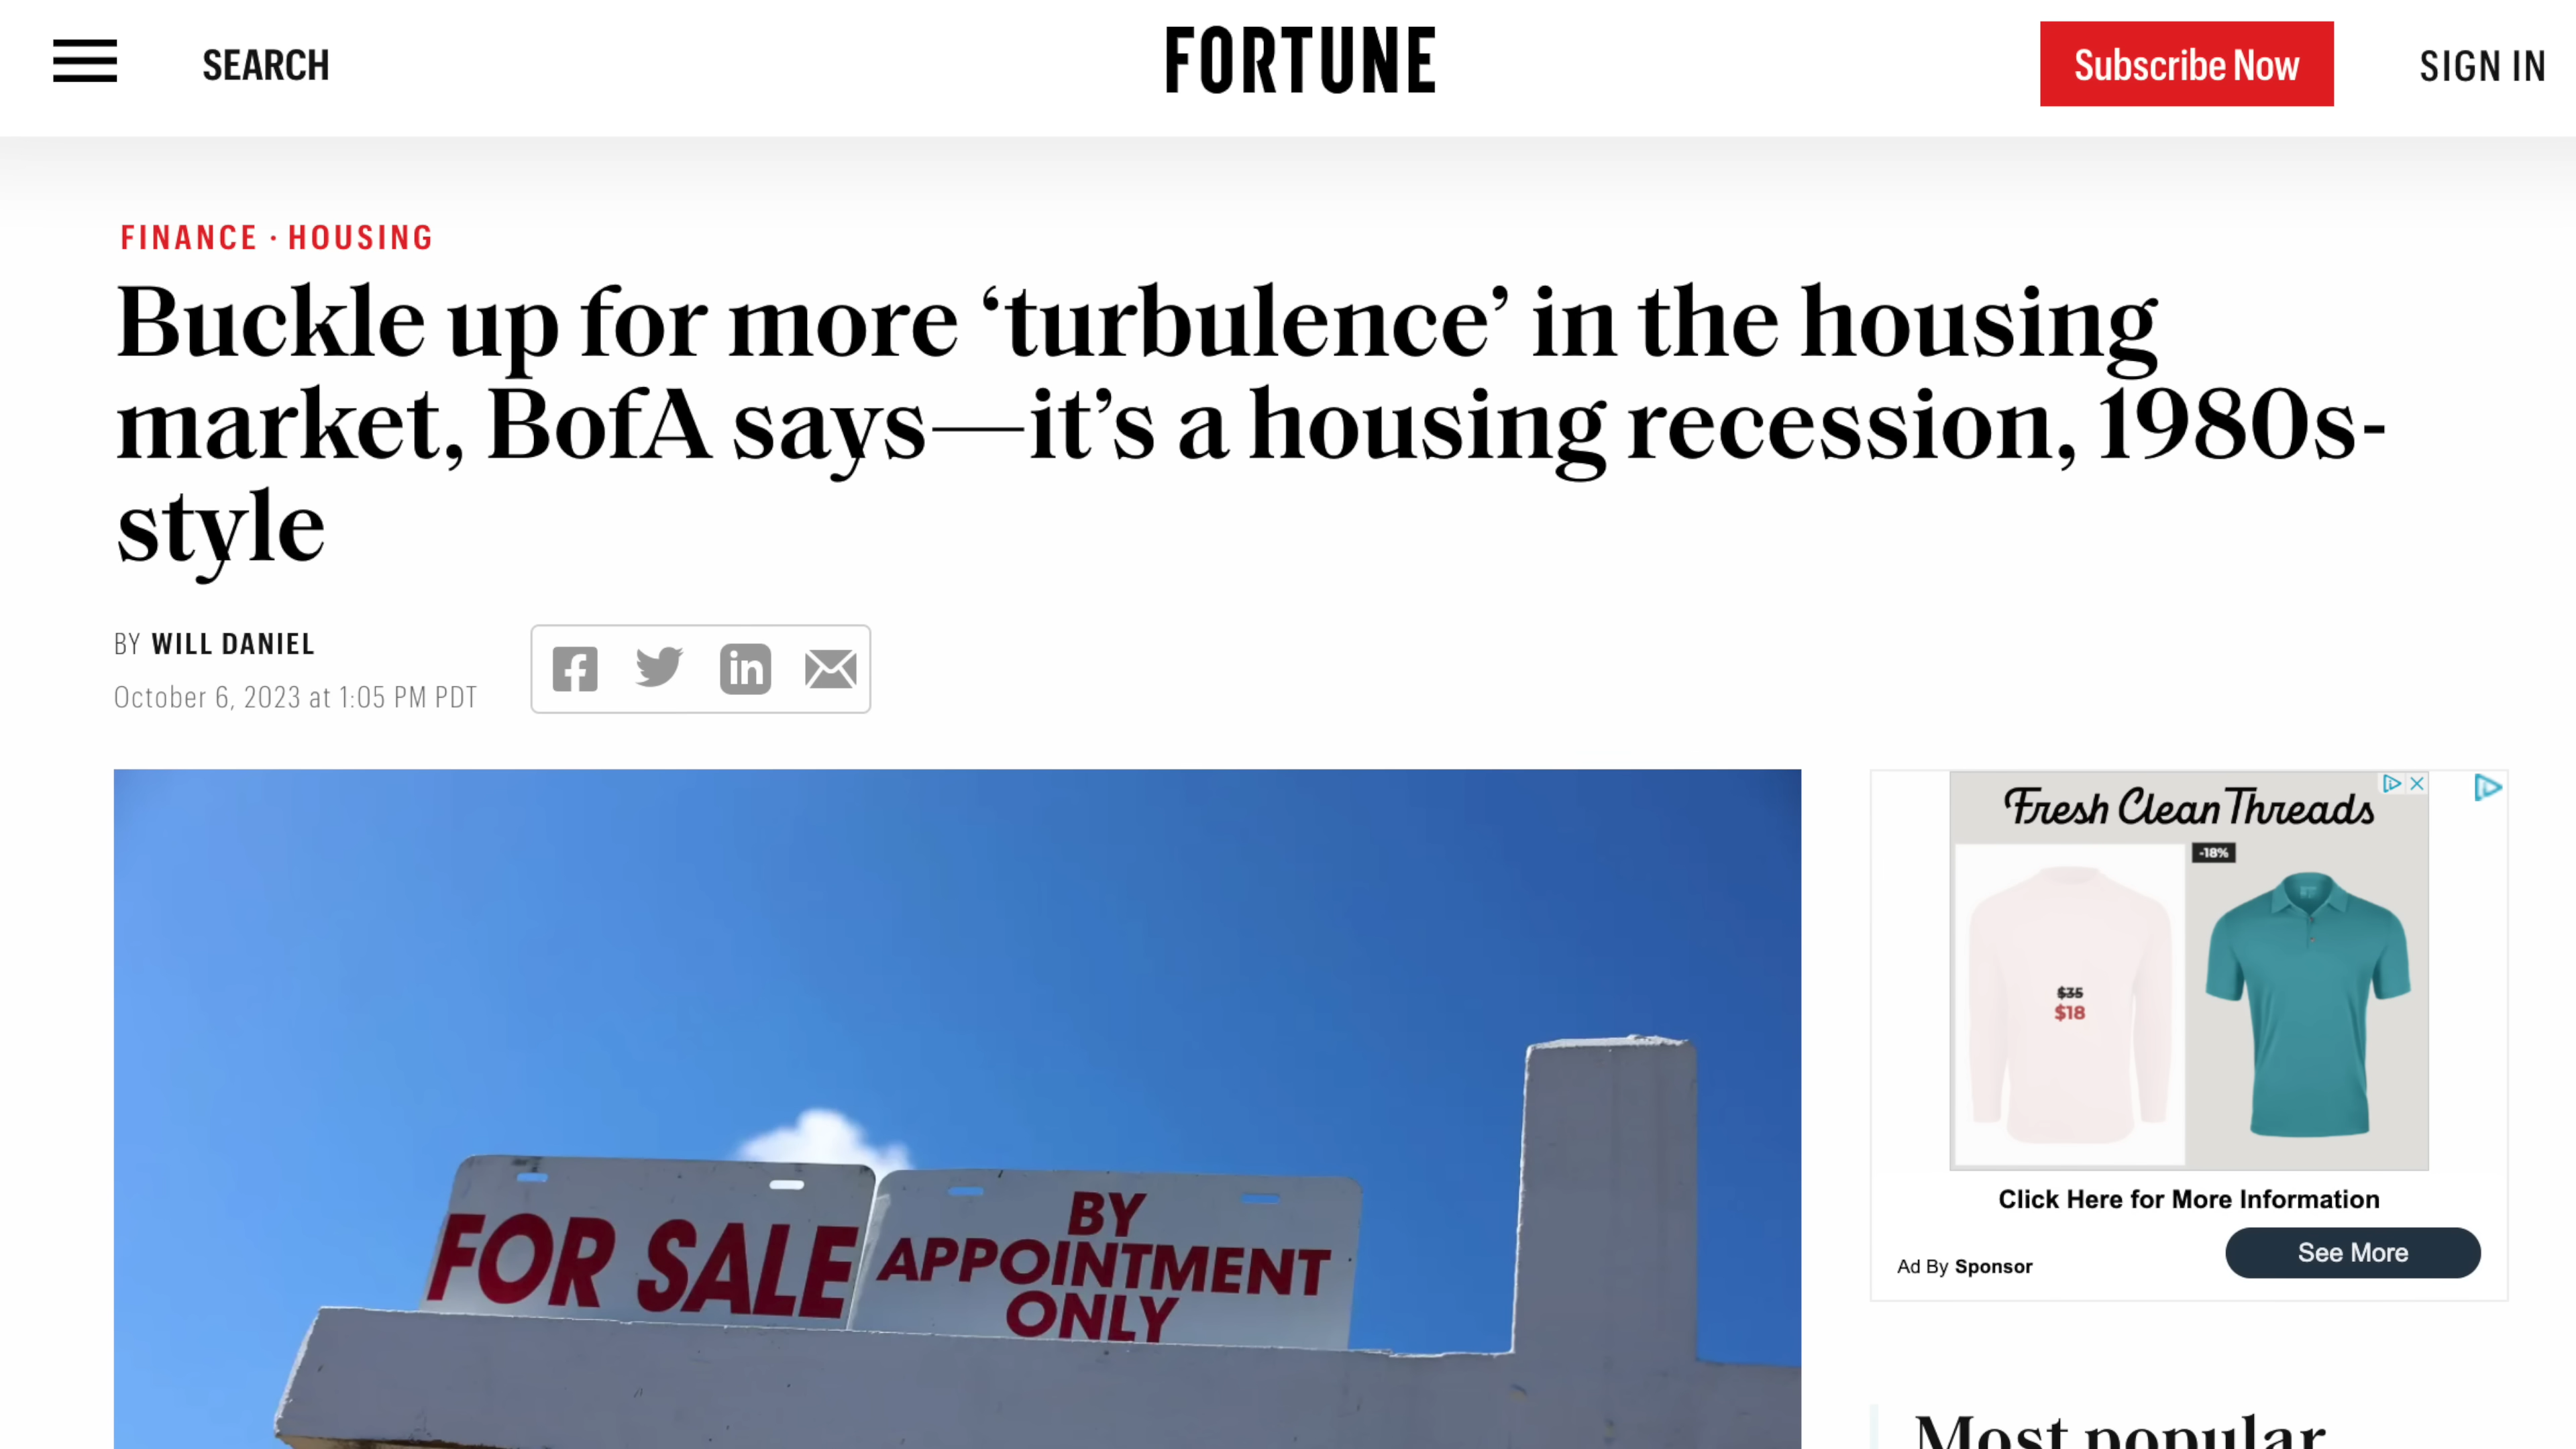 SEARCH
FORTUNE
Subscribe Now
SIGN IN
FINANCE · HOUSING
Buckle up for more ‘turbulence’ in the housing
market, BofA says—it’s a housing recession, 1980s-
style
BY WILL DANIEL
October 6, 2023 at 1:05 PM PDT
FOR SALE
BY
APPOINTMENT
ONLY
Fresh Clean Threads
-18%
$35
$18
Click Here for More Information
See More
Ad By Sponsor
Most popular